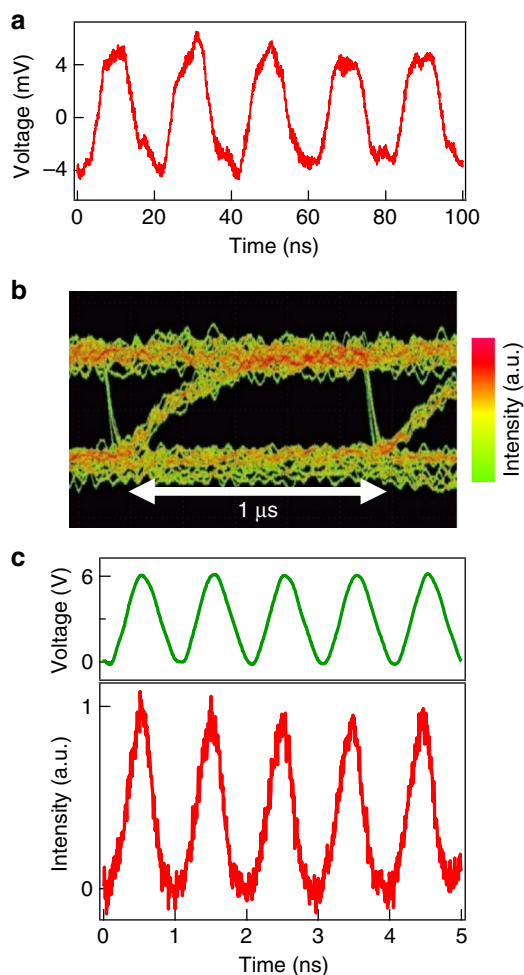 a
Voltage (mV)
4
0
−4
0 20 40 60 80 100
Time (ns)
b
1 μs
Intensity (a.u.)
c
Voltage (V)
6
0
Intensity (a.u.)
1
0
0 1 2 3 4 5
Time (ns)